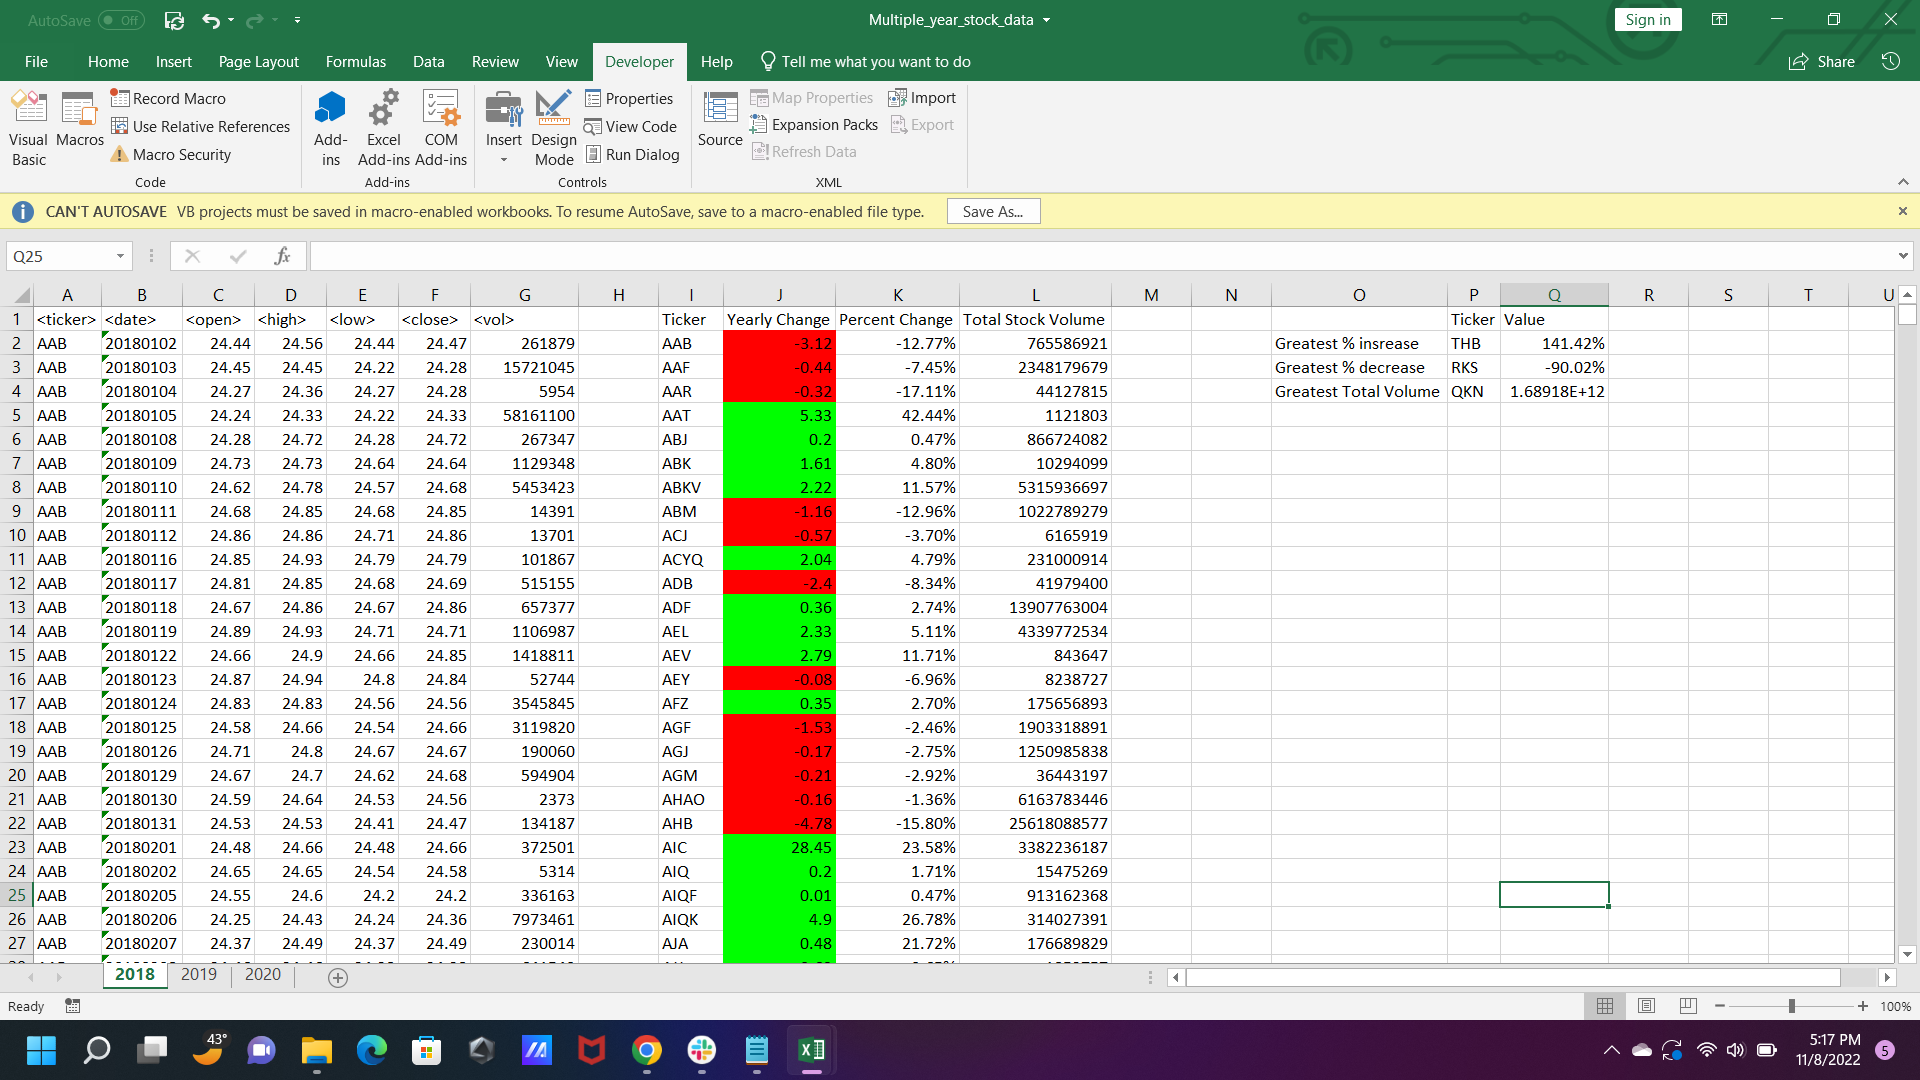 AutoSave Off
Multiple_year_stock_data
Sign in
File Home Insert Page Layout Formulas Data Review View Developer Help Tell me what you want to do Share
Visual Basic
Macros
Record Macro
Use Relative References
Macro Security
Code
Add-ins
Excel Add-ins
COM Add-ins
Add-ins
Insert
Design Mode
Properties
View Code
Run Dialog
Controls
Source
Map Properties
Expansion Packs
Refresh Data
Import
Export
XML
CAN'T AUTOSAVE VB projects must be saved in macro-enabled workbooks. To resume AutoSave, save to a macro-enabled file type. Save As...
Q25 fx
A B C D E F G H I J K L M N O P Q R S T U
1 <ticker> <date> <open> <high> <low> <close> <vol> Ticker Yearly Change Percent Change Total Stock Volume Ticker Value
2 AAB 20180102 24.44 24.56 24.44 24.47 261879 AAB -3.12 -12.77% 765586921 Greatest % insrease THB 141.42%
3 AAB 20180103 24.45 24.45 24.22 24.28 15721045 AAF -0.44 -7.45% 2348179679 Greatest % decrease RKS -90.02%
4 AAB 20180104 24.27 24.36 24.27 24.28 5954 AAR -0.32 -17.11% 44127815 Greatest Total Volume QKN 1.68918E+12
5 AAB 20180105 24.24 24.33 24.22 24.33 58161100 AAT 5.33 42.44% 1121803
6 AAB 20180108 24.28 24.72 24.28 24.72 267347 ABJ 0.2 0.47% 866724082
7 AAB 20180109 24.73 24.73 24.64 24.64 1129348 ABK 1.61 4.80% 10294099
8 AAB 20180110 24.62 24.78 24.57 24.68 5453423 ABKV 2.22 11.57% 5315936697
9 AAB 20180111 24.68 24.85 24.68 24.85 14391 ABM -1.16 -12.96% 1022789279
10 AAB 20180112 24.86 24.86 24.71 24.86 13701 ACJ -0.57 -3.70% 6165919
11 AAB 20180116 24.85 24.93 24.79 24.79 101867 ACYQ 2.04 4.79% 231000914
12 AAB 20180117 24.81 24.85 24.68 24.69 515155 ADB -2.4 -8.34% 41979400
13 AAB 20180118 24.67 24.86 24.67 24.86 657377 ADF 0.36 2.74% 13907763004
14 AAB 20180119 24.89 24.93 24.71 24.71 1106987 AEL 2.33 5.11% 4339772534
15 AAB 20180122 24.66 24.9 24.66 24.85 1418811 AEV 2.79 11.71% 843647
16 AAB 20180123 24.87 24.94 24.8 24.84 52744 AEY -0.08 -6.96% 8238727
17 AAB 20180124 24.83 24.83 24.56 24.56 3545845 AFZ 0.35 2.70% 175656893
18 AAB 20180125 24.58 24.66 24.54 24.66 3119820 AGF -1.53 -2.46% 1903318891
19 AAB 20180126 24.71 24.8 24.67 24.67 190060 AGJ -0.17 -2.75% 1250985838
20 AAB 20180129 24.67 24.7 24.62 24.68 594904 AGM -0.21 -2.92% 36443197
21 AAB 20180130 24.59 24.64 24.53 24.56 2373 AHAO -0.16 -1.36% 6163783446
22 AAB 20180131 24.53 24.53 24.41 24.47 134187 AHB -4.78 -15.80% 25618088577
23 AAB 20180201 24.48 24.66 24.48 24.66 372501 AIC 28.45 23.58% 3382236187
24 AAB 20180202 24.65 24.65 24.54 24.58 5314 AIQ 0.2 1.71% 15475269
25 AAB 20180205 24.55 24.6 24.2 24.2 336163 AIQF 0.01 0.47% 913162368
26 AAB 20180206 24.25 24.43 24.24 24.36 7973461 AIQK 4.9 26.78% 314027391
27 AAB 20180207 24.37 24.49 24.37 24.49 230014 AJA 0.48 21.72% 176689829
2018 2019 2020
Ready 100%
43°
5:17 PM
11/8/2022
5